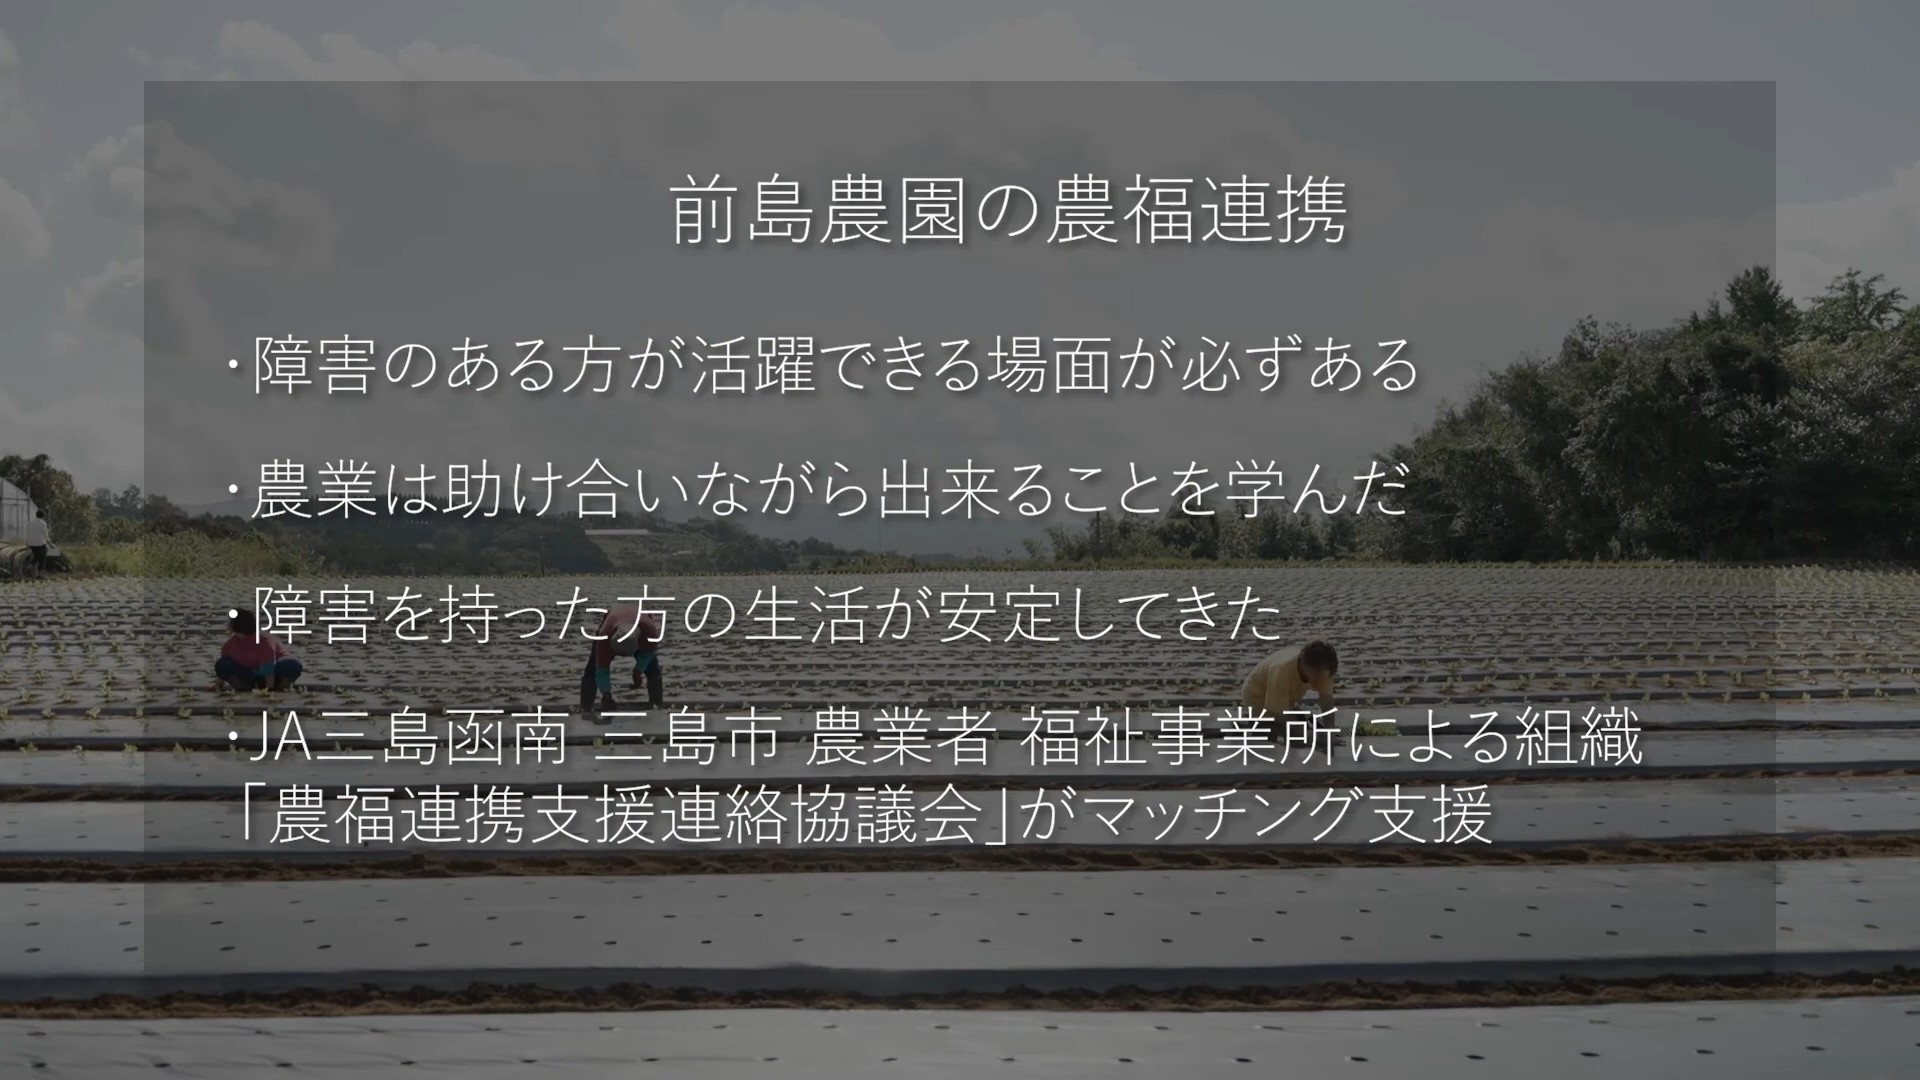 前島農園の農福連携
・障害のある方が活躍できる場面が必ずある
・農業は助け合いながら出来ることを学んだ
・障害を持った方の生活が安定してきた
・JA三島函南 三島市 農業者 福祉事業所による組織
「農福連携支援連絡協議会」がマッチング支援